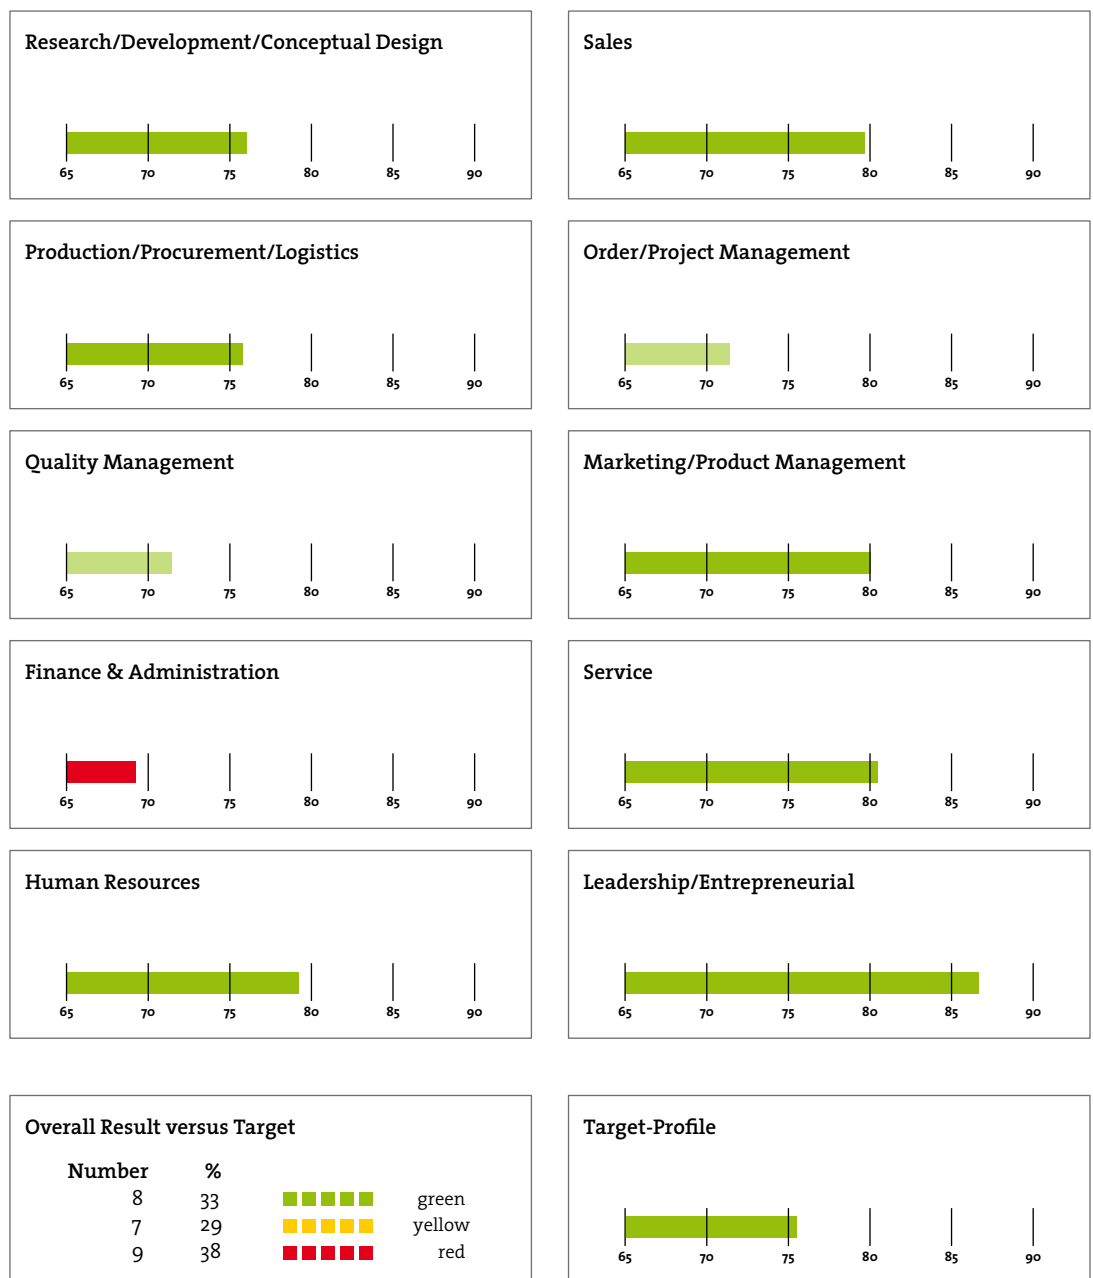 Research/Development/Conceptual Design
65 70 75 80 85 90
Sales
65 70 75 80 85 90
Production/Procurement/Logistics
65 70 75 80 85 90
Order/Project Management
65 70 75 80 85 90
Quality Management
65 70 75 80 85 90
Marketing/Product Management
65 70 75 80 85 90
Finance & Administration
65 70 75 80 85 90
Service
65 70 75 80 85 90
Human Resources
65 70 75 80 85 90
Leadership/Entrepreneurial
65 70 75 80 85 90
Overall Result versus Target
Number %
8 33 green
7 29 yellow
9 38 red
Target-Profile
65 70 75 80 85 90